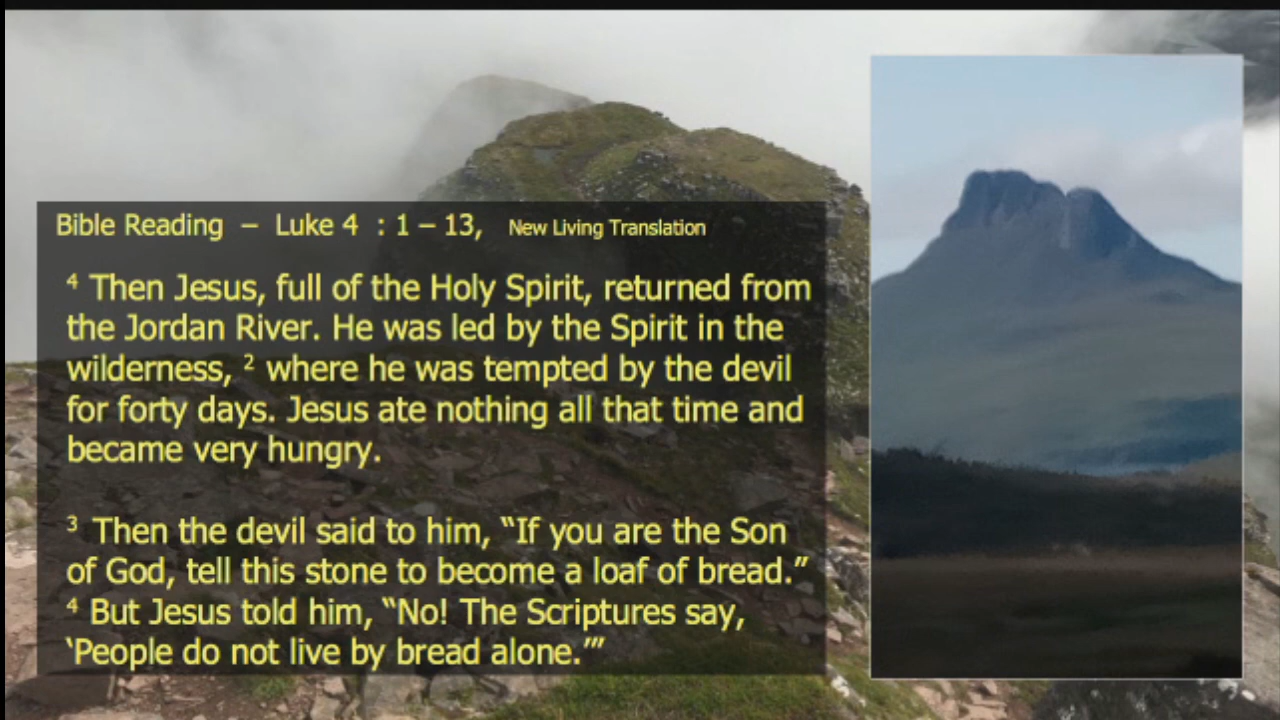 Bible Reading – Luke 4 : 1 – 13, New Living Translation
⁴ Then Jesus, full of the Holy Spirit, returned from
the Jordan River. He was led by the Spirit in the
wilderness, ² where he was tempted by the devil
for forty days. Jesus ate nothing all that time and
became very hungry.
³ Then the devil said to him, “If you are the Son
of God, tell this stone to become a loaf of bread.”
⁴ But Jesus told him, “No! The Scriptures say,
‘People do not live by bread alone.’”